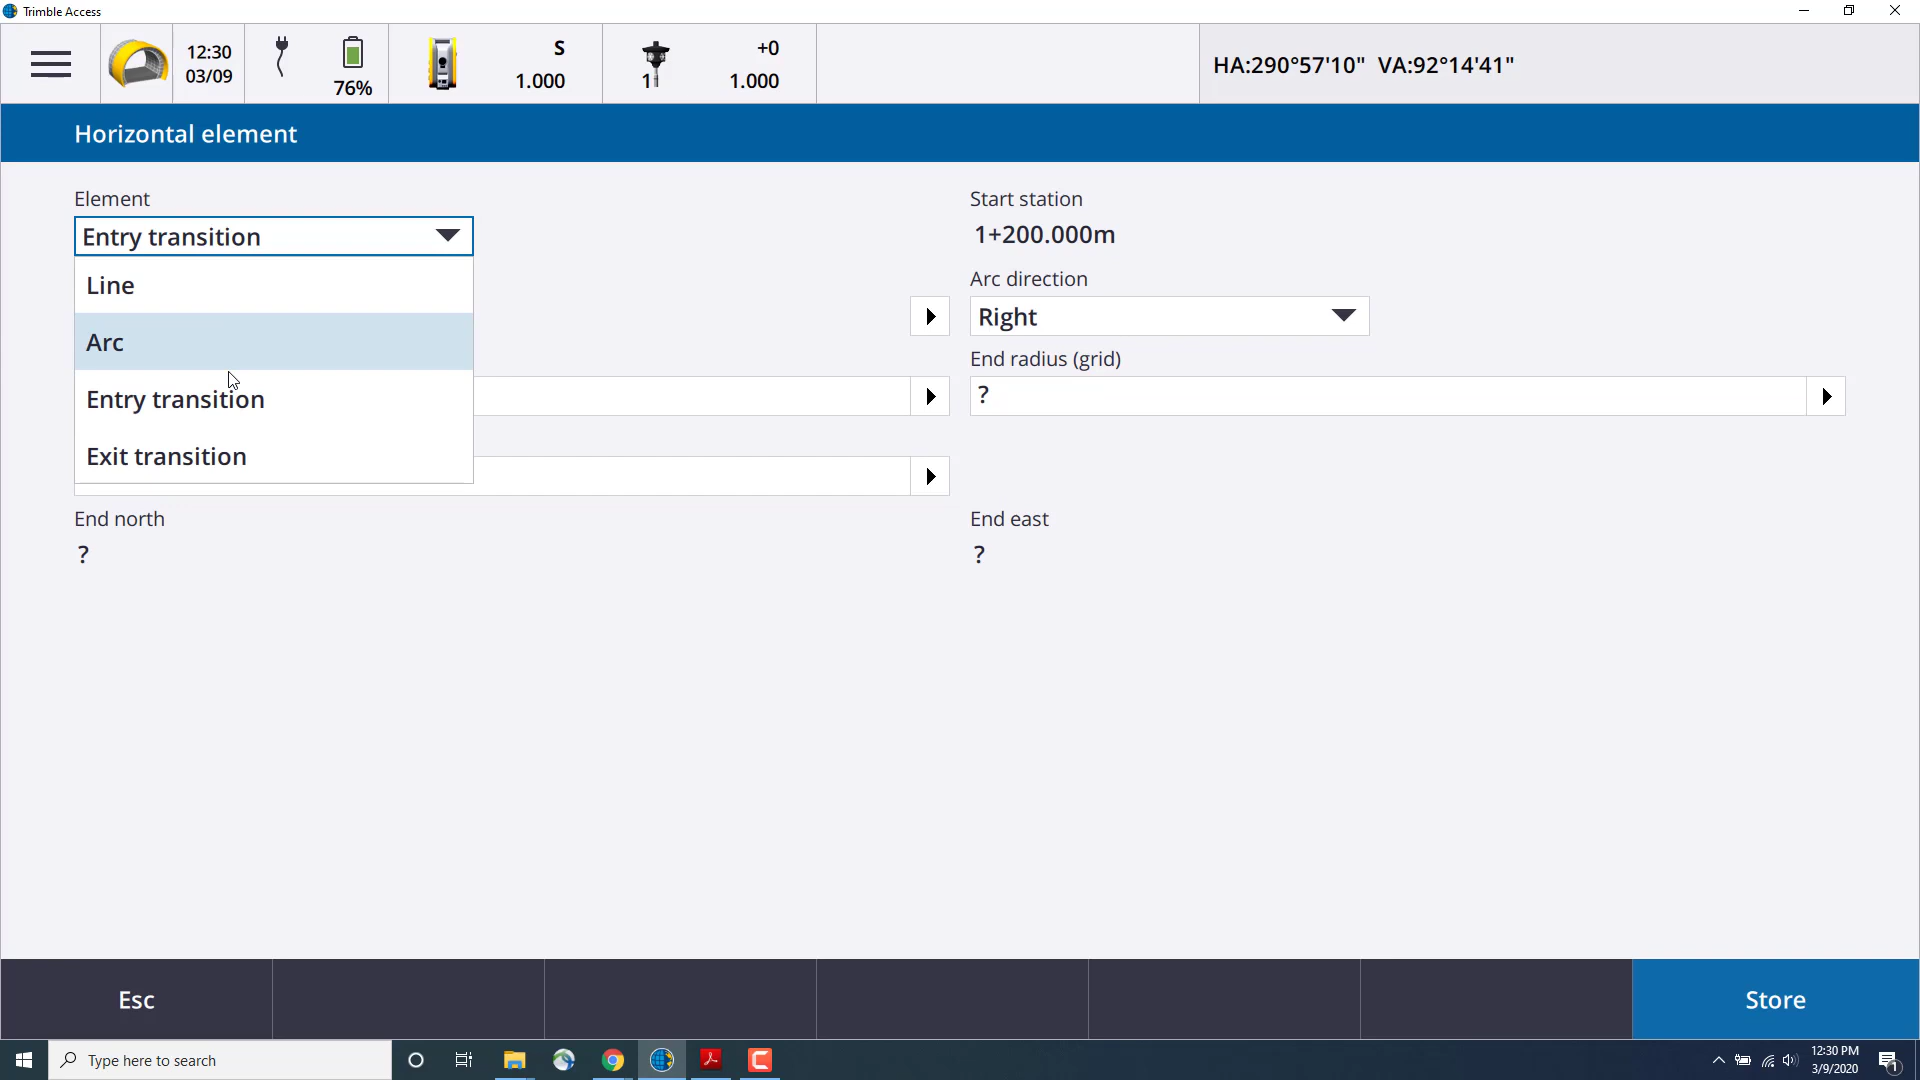 Trimble Access
12:30
03/09
76%
S
1.000
1
+0
1.000
HA:290°57'10" VA:92°14'41"
Horizontal element
Element
Entry transition
Line
Arc
Entry transition
Exit transition
Start station
1+200.000m
Arc direction
Right
End radius (grid)
?
End north
?
End east
?
Esc
Store
Type here to search
12:30 PM
3/9/2020
1